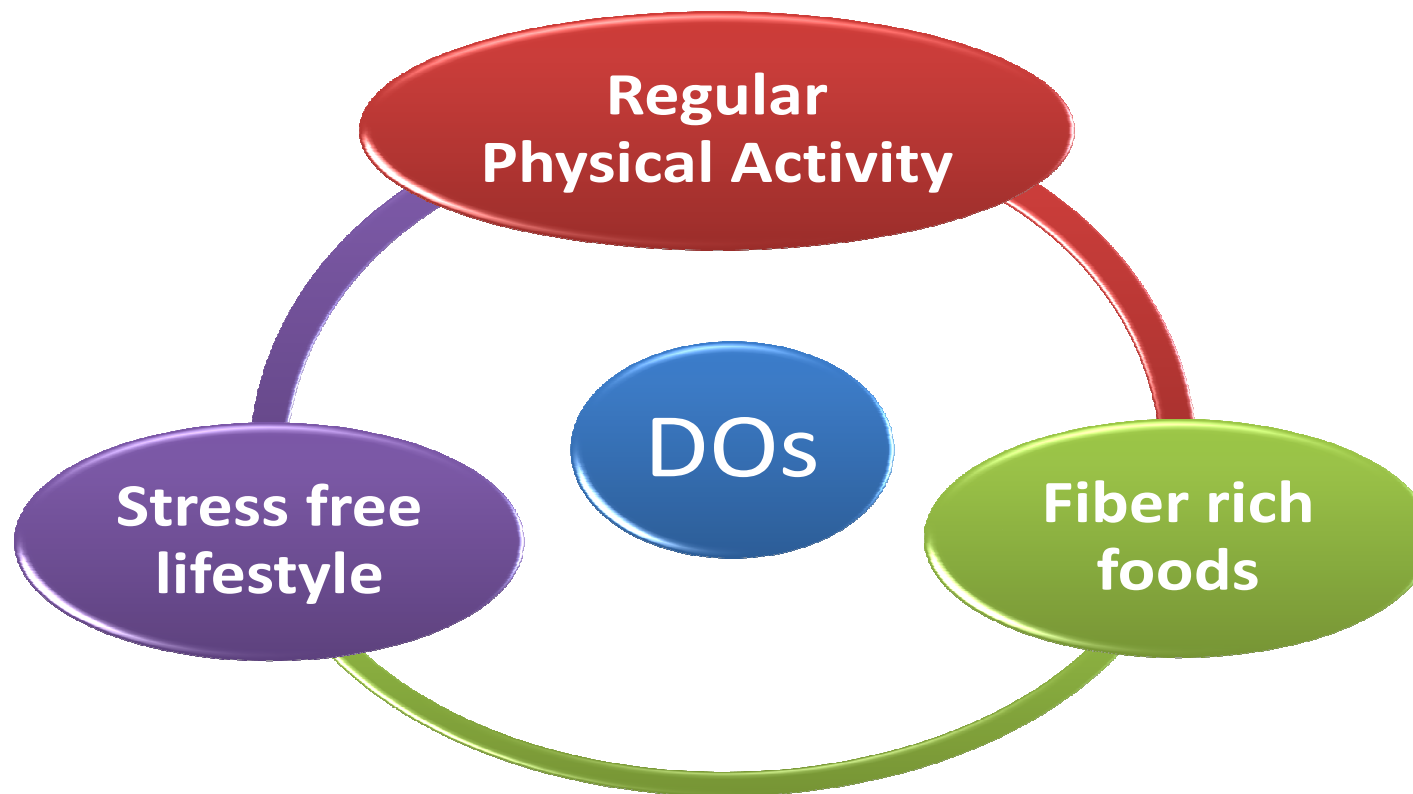 Regular
Physical Activity
DOs
Stress free
lifestyle
Fiber rich
foods